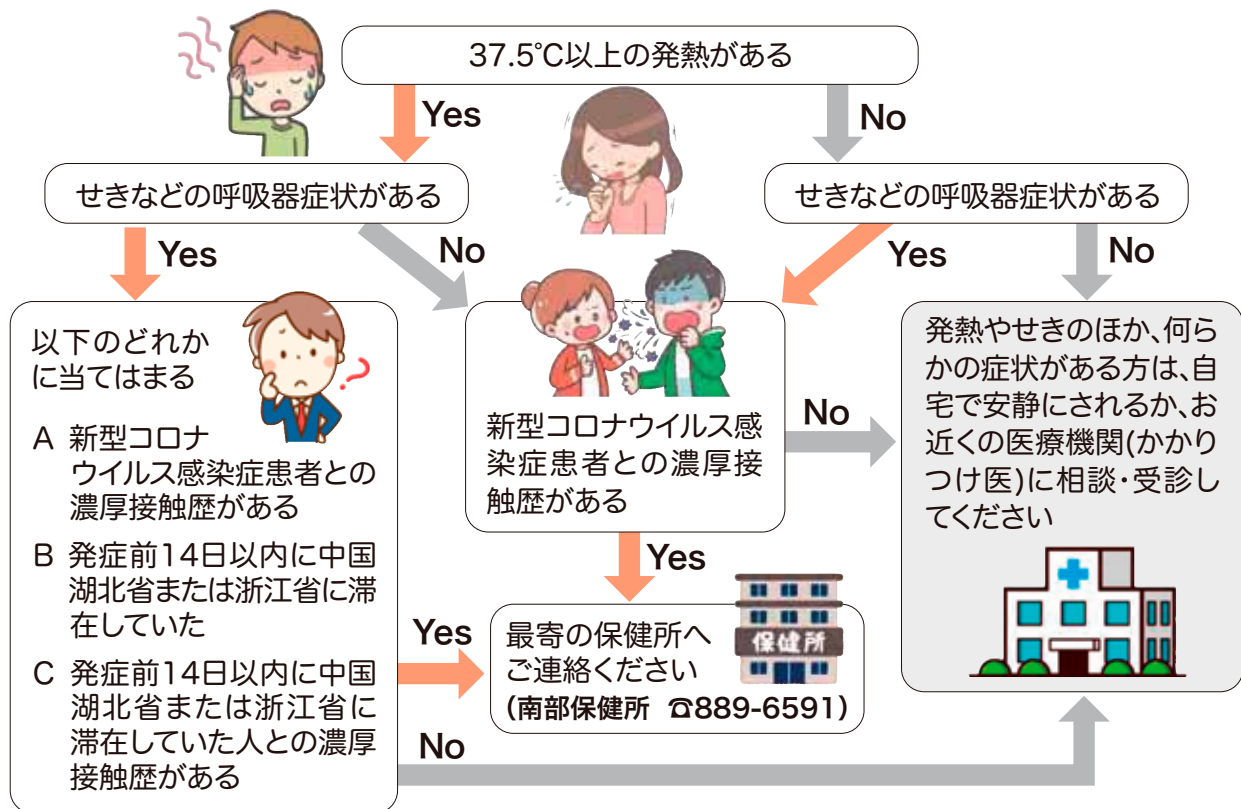 37.5℃以上の発熱がある
Yes
No
せきなどの呼吸器症状がある
せきなどの呼吸器症状がある
Yes
No
Yes
No
以下のどれか
に当てはまる
A 新型コロナ
ウイルス感染症患者との
濃厚接触歴がある
B 発症前14日以内に中国
湖北省または浙江省に滞
在していた
C 発症前14日以内に中国
湖北省または浙江省に
滞在していた人との濃厚
接触歴がある
新型コロナウイルス感
染症患者との濃厚接
触歴がある
No
Yes
発熱やせきのほか、何ら
かの症状がある方は、自
宅で安静にされるか、お
近くの医療機関(かかり
つけ医)に相談・受診し
てください
Yes
最寄の保健所へ
ご連絡ください
(南部保健所 ☎889-6591)
保健所
No